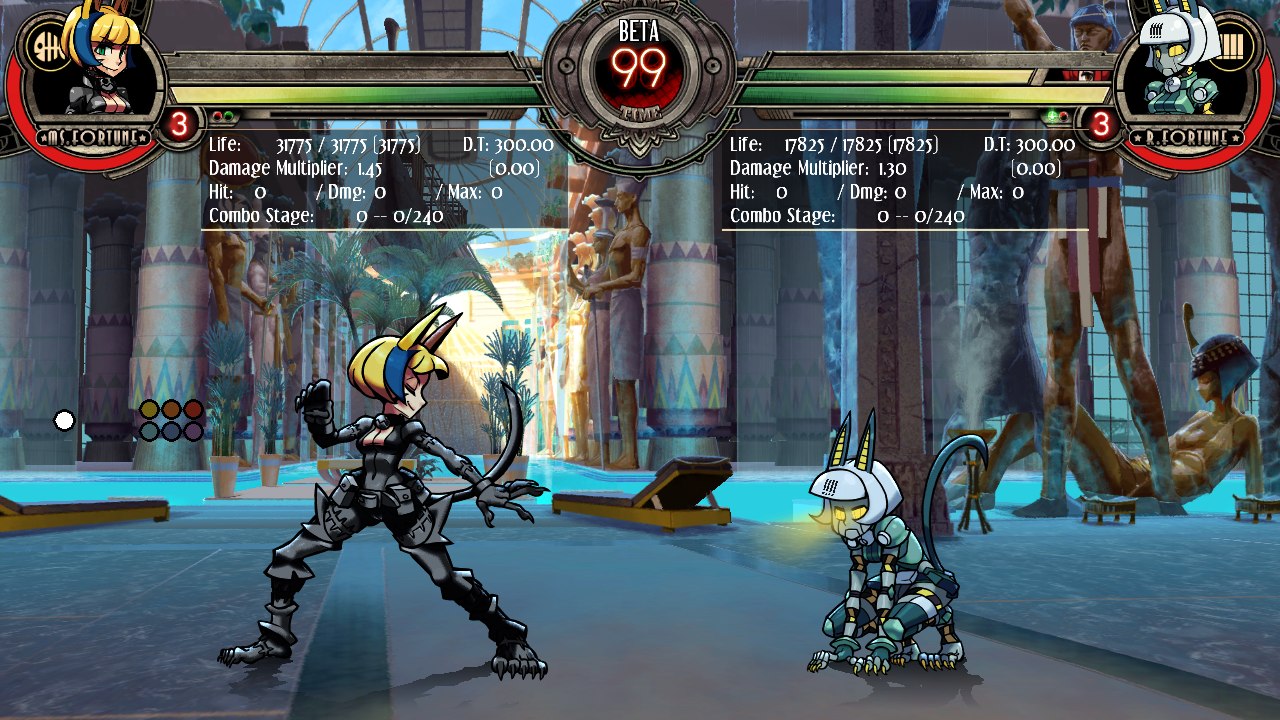 BETA
99
TIME
MS. FORTUNE
3
R. FORTUNE
3
Life: 31775 / 31775 (31775) D.T: 300.00
Damage Multiplier: 1.45 (0.00)
Hit: 0 / Dmg: 0 / Max: 0
Combo Stage: 0 -- 0/240
Life: 17825 / 17825 (17825) D.T: 300.00
Damage Multiplier: 1.30 (0.00)
Hit: 0 / Dmg: 0 / Max: 0
Combo Stage: 0 -- 0/240